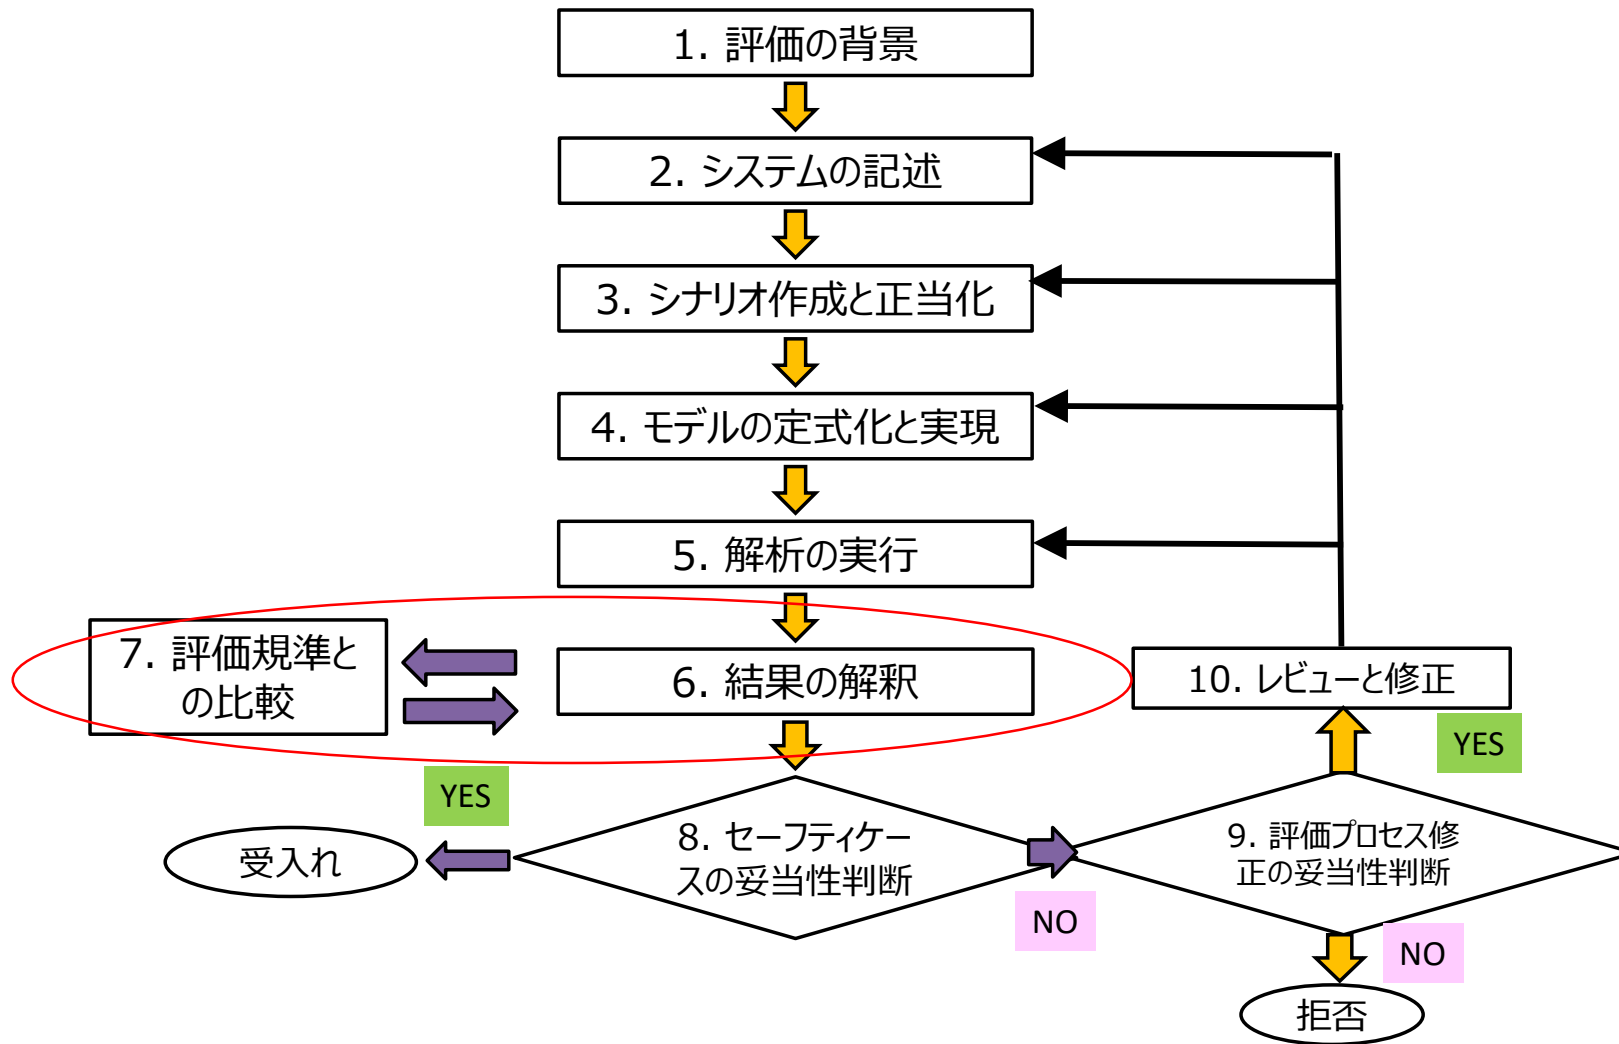 1. 評価の背景
2. システムの記述
3. シナリオ作成と正当化
4. モデルの定式化と実現
5. 解析の実行
7. 評価規準と
の比較
6. 結果の解釈
10. レビューと修正
YES
YES
受入れ
8. セーフティケー
スの妥当性判断
9. 評価プロセス修
正の妥当性判断
NO
NO
拒否